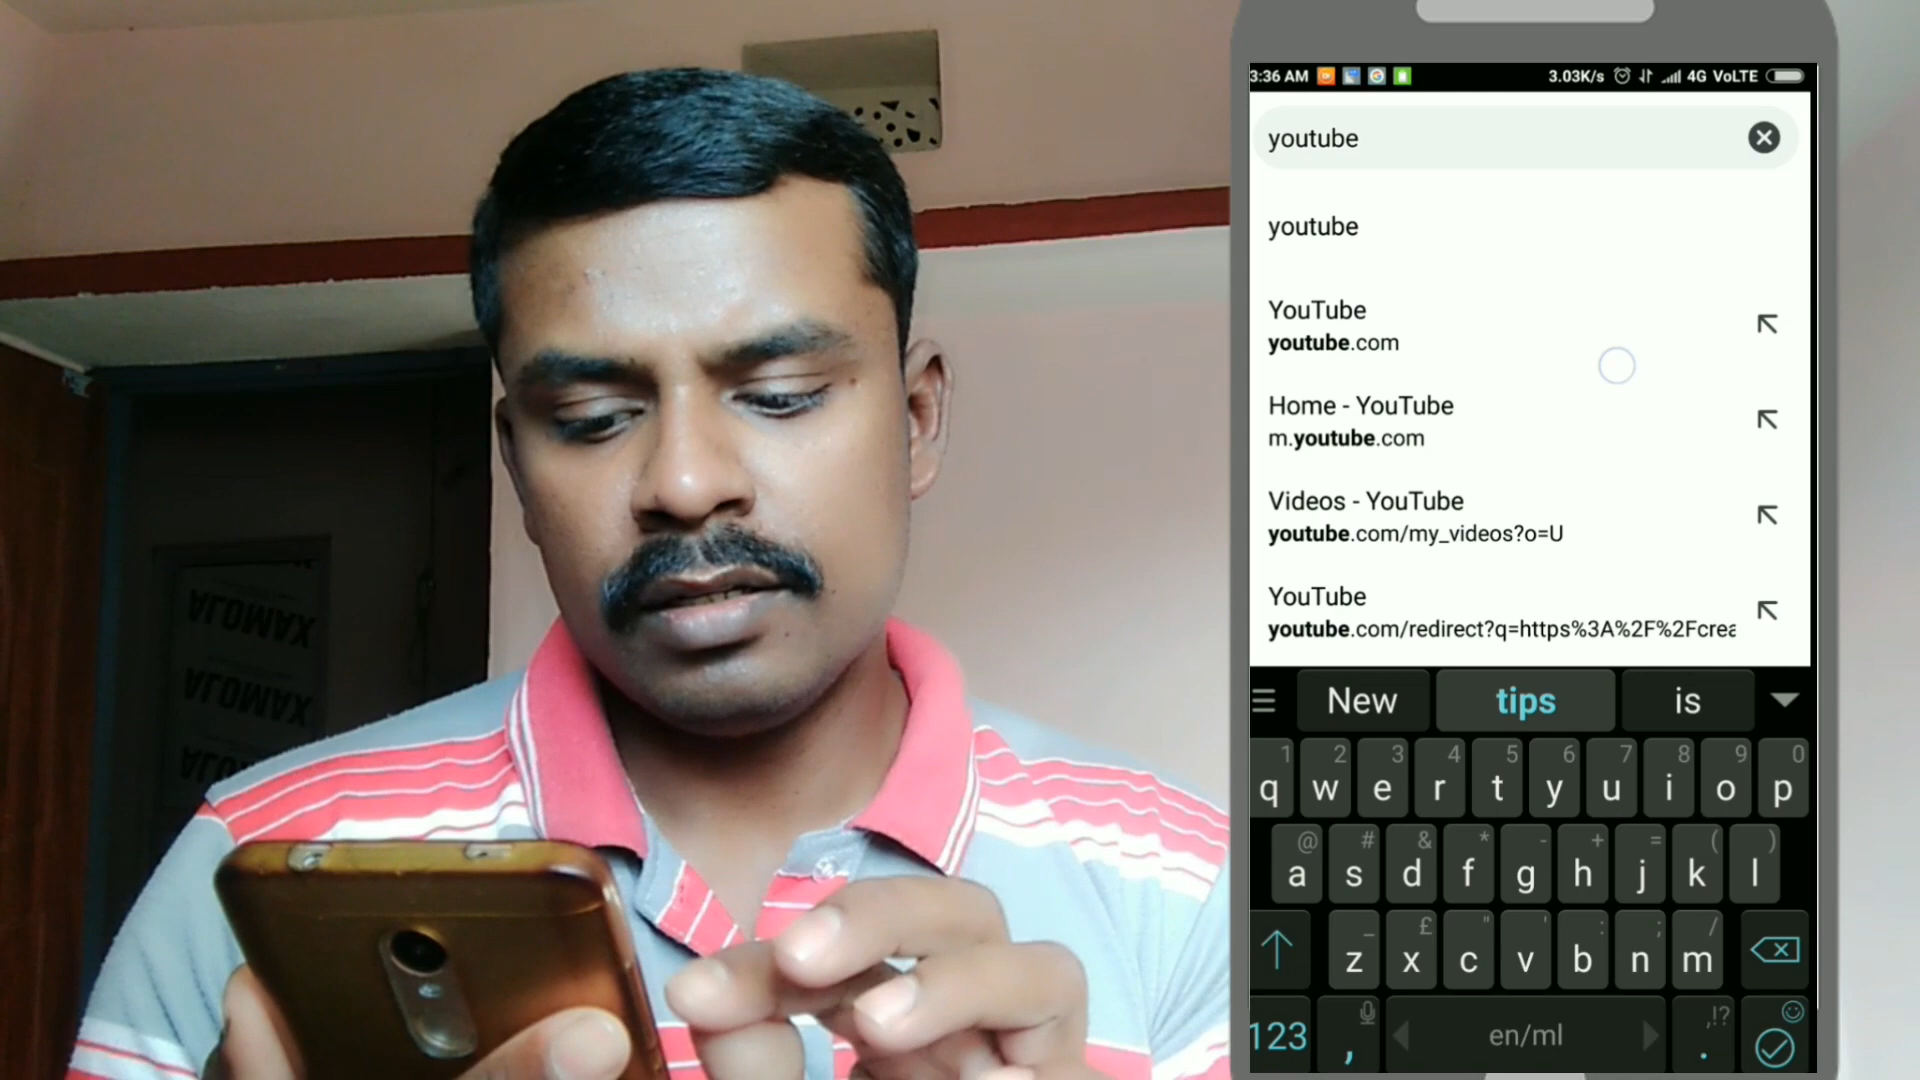 3:36 AM 3.03K/s 4G VoLTE
youtube
youtube
YouTube
youtube.com
Home - YouTube
m.youtube.com
Videos - YouTube
youtube.com/my_videos?o=U
YouTube
youtube.com/redirect?q=https%3A%2F%2Fcrea
New tips is
1 2 3 4 5 6 7 8 9 0
q w e r t y u i o p
@ # & * - + = ( )
a s d f g h j k l
_ £ " ' : ; /
z x c v b n m
,!?
123 , en/ml .
ALOMAX
ALOMAX